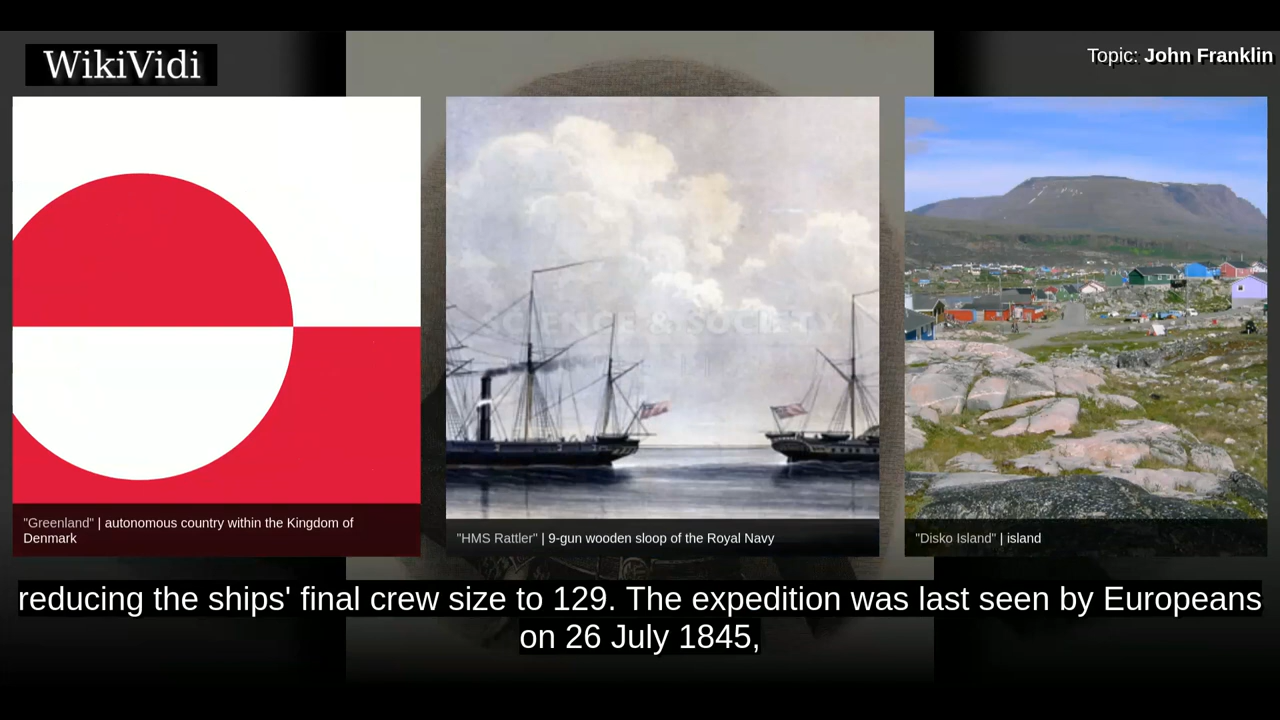 WikiVidi
Topic: John Franklin
SCIENCE & SOCIETY
"Greenland" | autonomous country within the Kingdom of
Denmark
"HMS Rattler" | 9-gun wooden sloop of the Royal Navy
"Disko Island" | island
reducing the ships' final crew size to 129. The expedition was last seen by Europeans
on 26 July 1845,